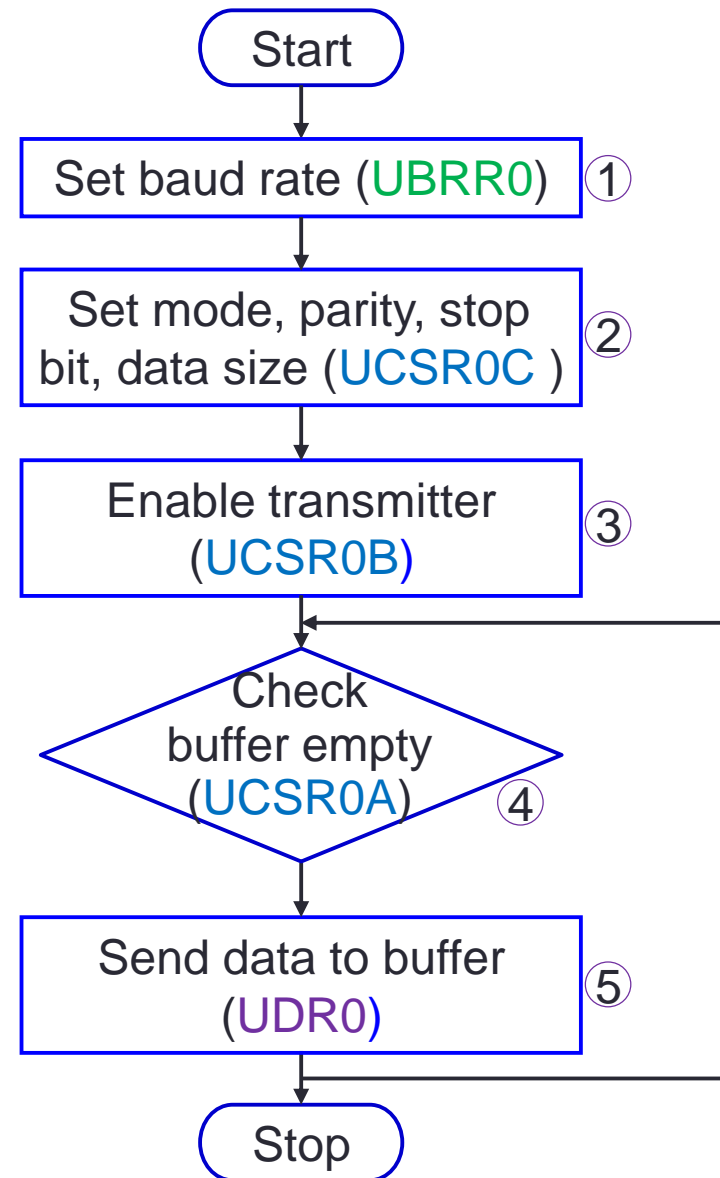 Start
Set baud rate (UBRR0) ①
Set mode, parity, stop
bit, data size (UCSR0C ) ②
Enable transmitter
(UCSR0B) ③
Check
buffer empty
(UCSR0A) ④
Send data to buffer
(UDR0) ⑤
Stop